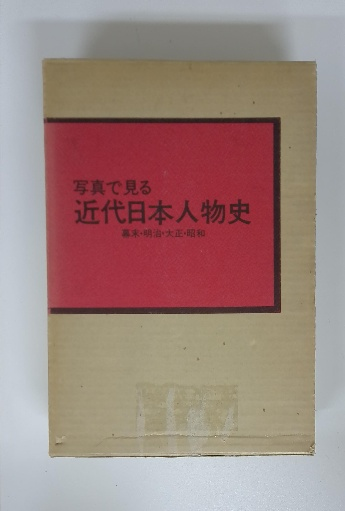 写真で見る
近代日本人物史
幕末・明治・大正・昭和